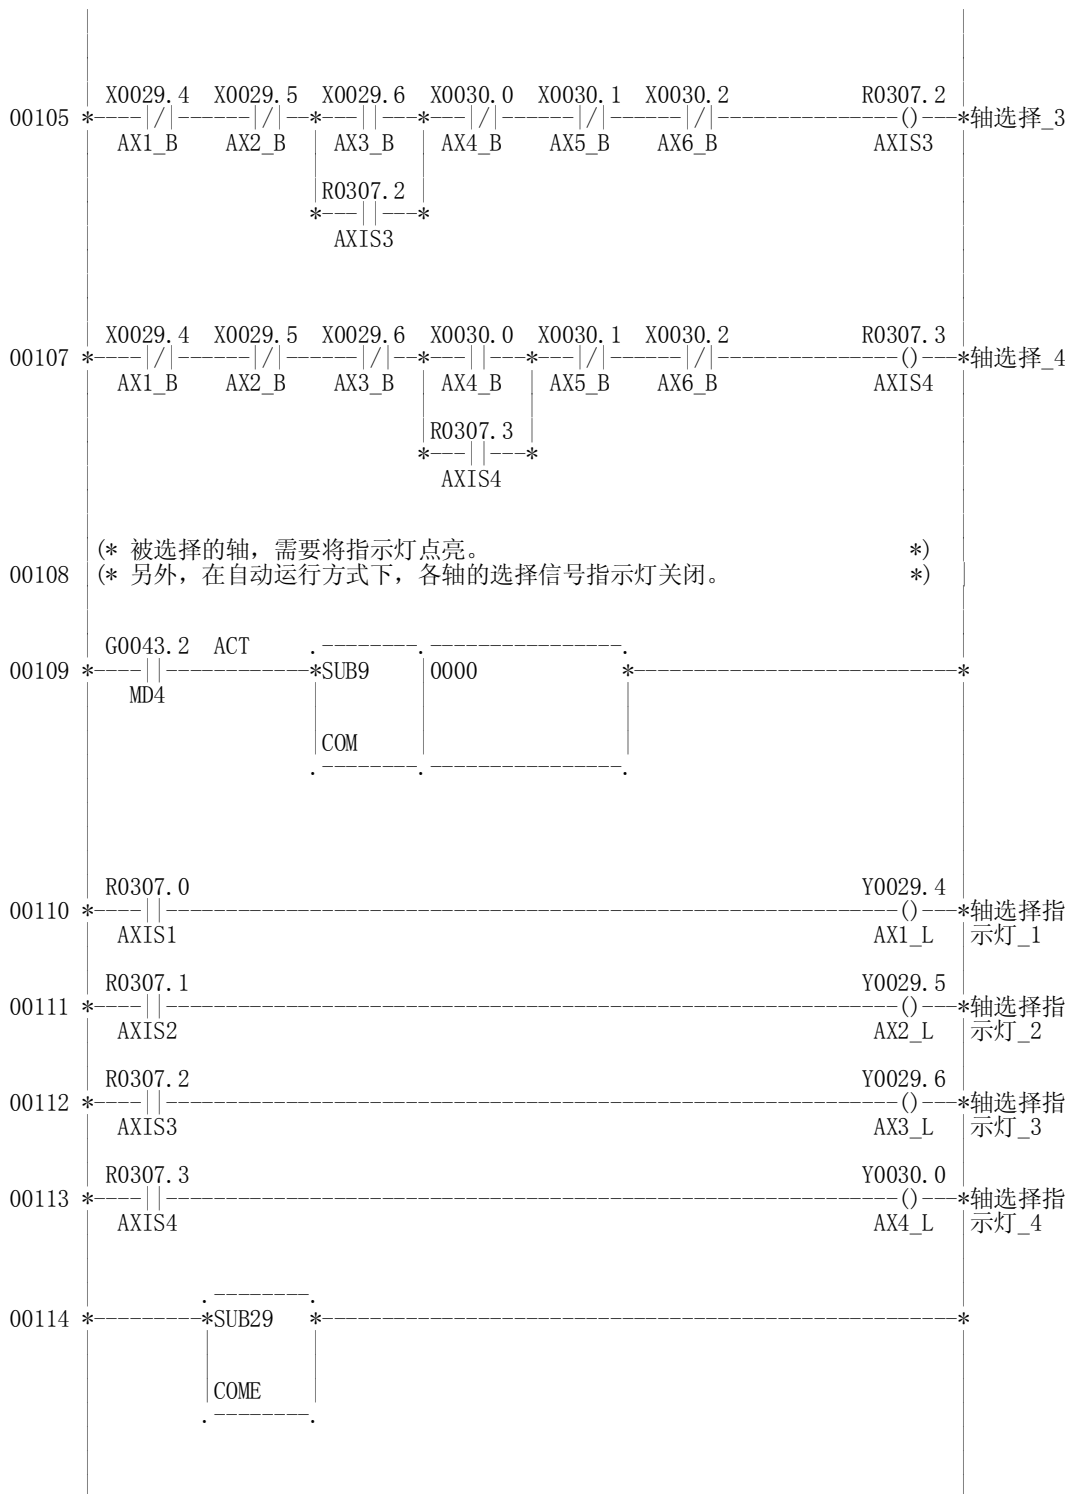 X0029.4 X0029.5 X0029.6 X0030.0 X0030.1 X0030.2 R0307.2
00105 *----|/|------|/|--*---||---*---|/|------|/|------|/|---------------()---*轴选择_3
AX1_B AX2_B AX3_B AX4_B AX5_B AX6_B AXIS3
R0307.2
*---||---*
AXIS3
X0029.4 X0029.5 X0029.6 X0030.0 X0030.1 X0030.2 R0307.3
00107 *----|/|------|/|------|/|--*---||---*---|/|------|/|---------------()---*轴选择_4
AX1_B AX2_B AX3_B AX4_B AX5_B AX6_B AXIS4
R0307.3
*---||---*
AXIS4
(* 被选择的轴，需要将指示灯点亮。 *)
00108 (* 另外，在自动运行方式下，各轴的选择信号指示灯关闭。 *)
G0043.2 ACT .--------.----------------.
00109 *----||------------*SUB9 |0000 *---------------------------*
MD4
COM
.--------.----------------.
R0307.0 Y0029.4
00110 *----||-------------------------------------------------------------()---*轴选择指
AXIS1 AX1_L 示灯_1
R0307.1 Y0029.5
00111 *----||-------------------------------------------------------------()---*轴选择指
AXIS2 AX2_L 示灯_2
R0307.2 Y0029.6
00112 *----||-------------------------------------------------------------()---*轴选择指
AXIS3 AX3_L 示灯_3
R0307.3 Y0030.0
00113 *----||-------------------------------------------------------------()---*轴选择指
AXIS4 AX4_L 示灯_4
.--------.
00114 *---------*SUB29 *-----------------------------------------------------*
COME
.--------.